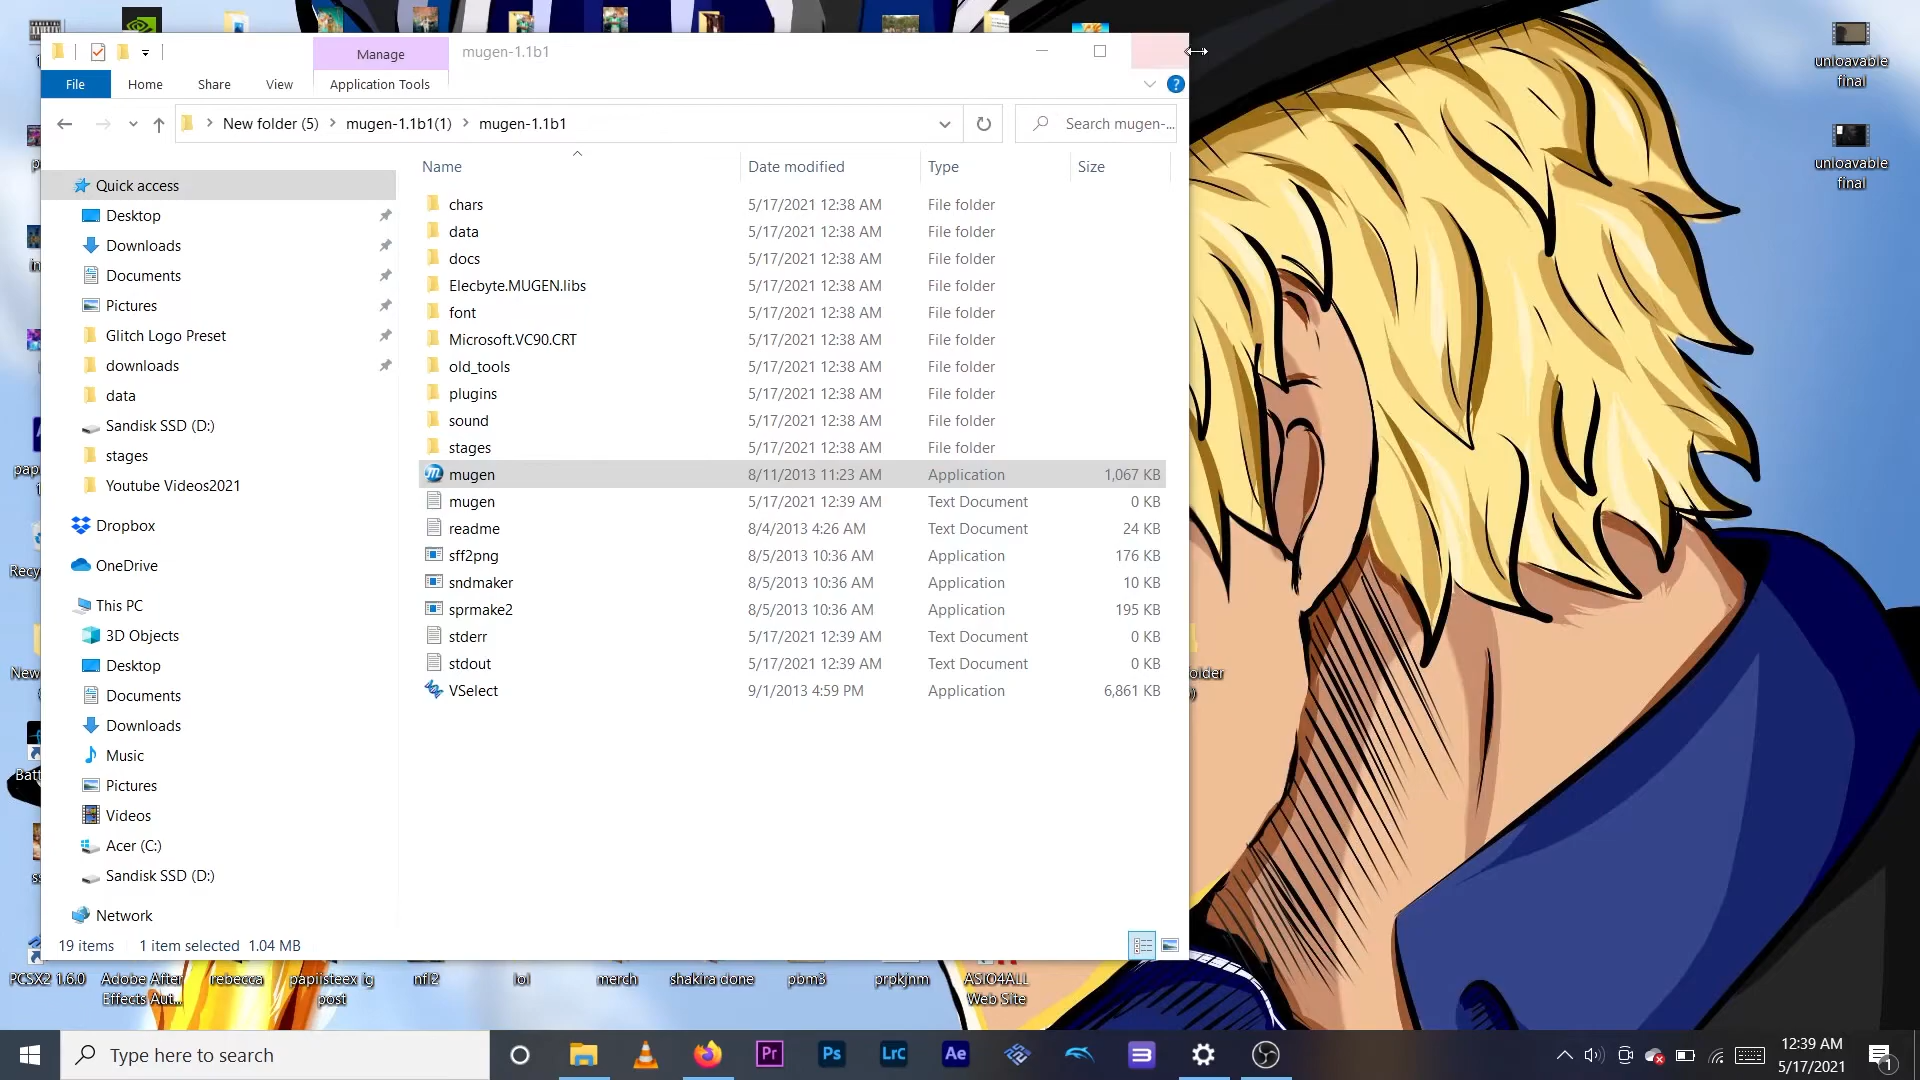 Manage
mugen-1.1b1
File
Home
Share
View
Application Tools
New folder (5)
mugen-1.1b1(1)
mugen-1.1b1
Search mugen-...
Name
Date modified
Type
Size
Quick access
Desktop
Downloads
Documents
Pictures
Glitch Logo Preset
downloads
data
Sandisk SSD (D:)
stages
Youtube Videos2021
Dropbox
OneDrive
This PC
3D Objects
Desktop
Documents
Downloads
Music
Pictures
Videos
Acer (C:)
Sandisk SSD (D:)
Network
chars 5/17/2021 12:38 AM File folder
data 5/17/2021 12:38 AM File folder
docs 5/17/2021 12:38 AM File folder
Elecbyte.MUGEN.libs 5/17/2021 12:38 AM File folder
font 5/17/2021 12:38 AM File folder
Microsoft.VC90.CRT 5/17/2021 12:38 AM File folder
old_tools 5/17/2021 12:38 AM File folder
plugins 5/17/2021 12:38 AM File folder
sound 5/17/2021 12:38 AM File folder
stages 5/17/2021 12:38 AM File folder
mugen 8/11/2013 11:23 AM Application 1,067 KB
mugen 5/17/2021 12:39 AM Text Document 0 KB
readme 8/4/2013 4:26 AM Text Document 24 KB
sff2png 8/5/2013 10:36 AM Application 176 KB
sndmaker 8/5/2013 10:36 AM Application 10 KB
sprmake2 8/5/2013 10:36 AM Application 195 KB
stderr 5/17/2021 12:39 AM Text Document 0 KB
stdout 5/17/2021 12:39 AM Text Document 0 KB
VSelect 9/1/2013 4:59 PM Application 6,861 KB
19 items
1 item selected 1.04 MB
unloavable
final
unloavable
final
PCSX2 1.6.0
Adobe After
Effects Aut...
rebecca
papiisteex ig
post
nfl2
lol
merch
shakira done
pbm3
prpkjnm
ASIO4ALL
Web Site
Type here to search
Pr
Ps
LrC
Ae
12:39 AM
5/17/2021
1